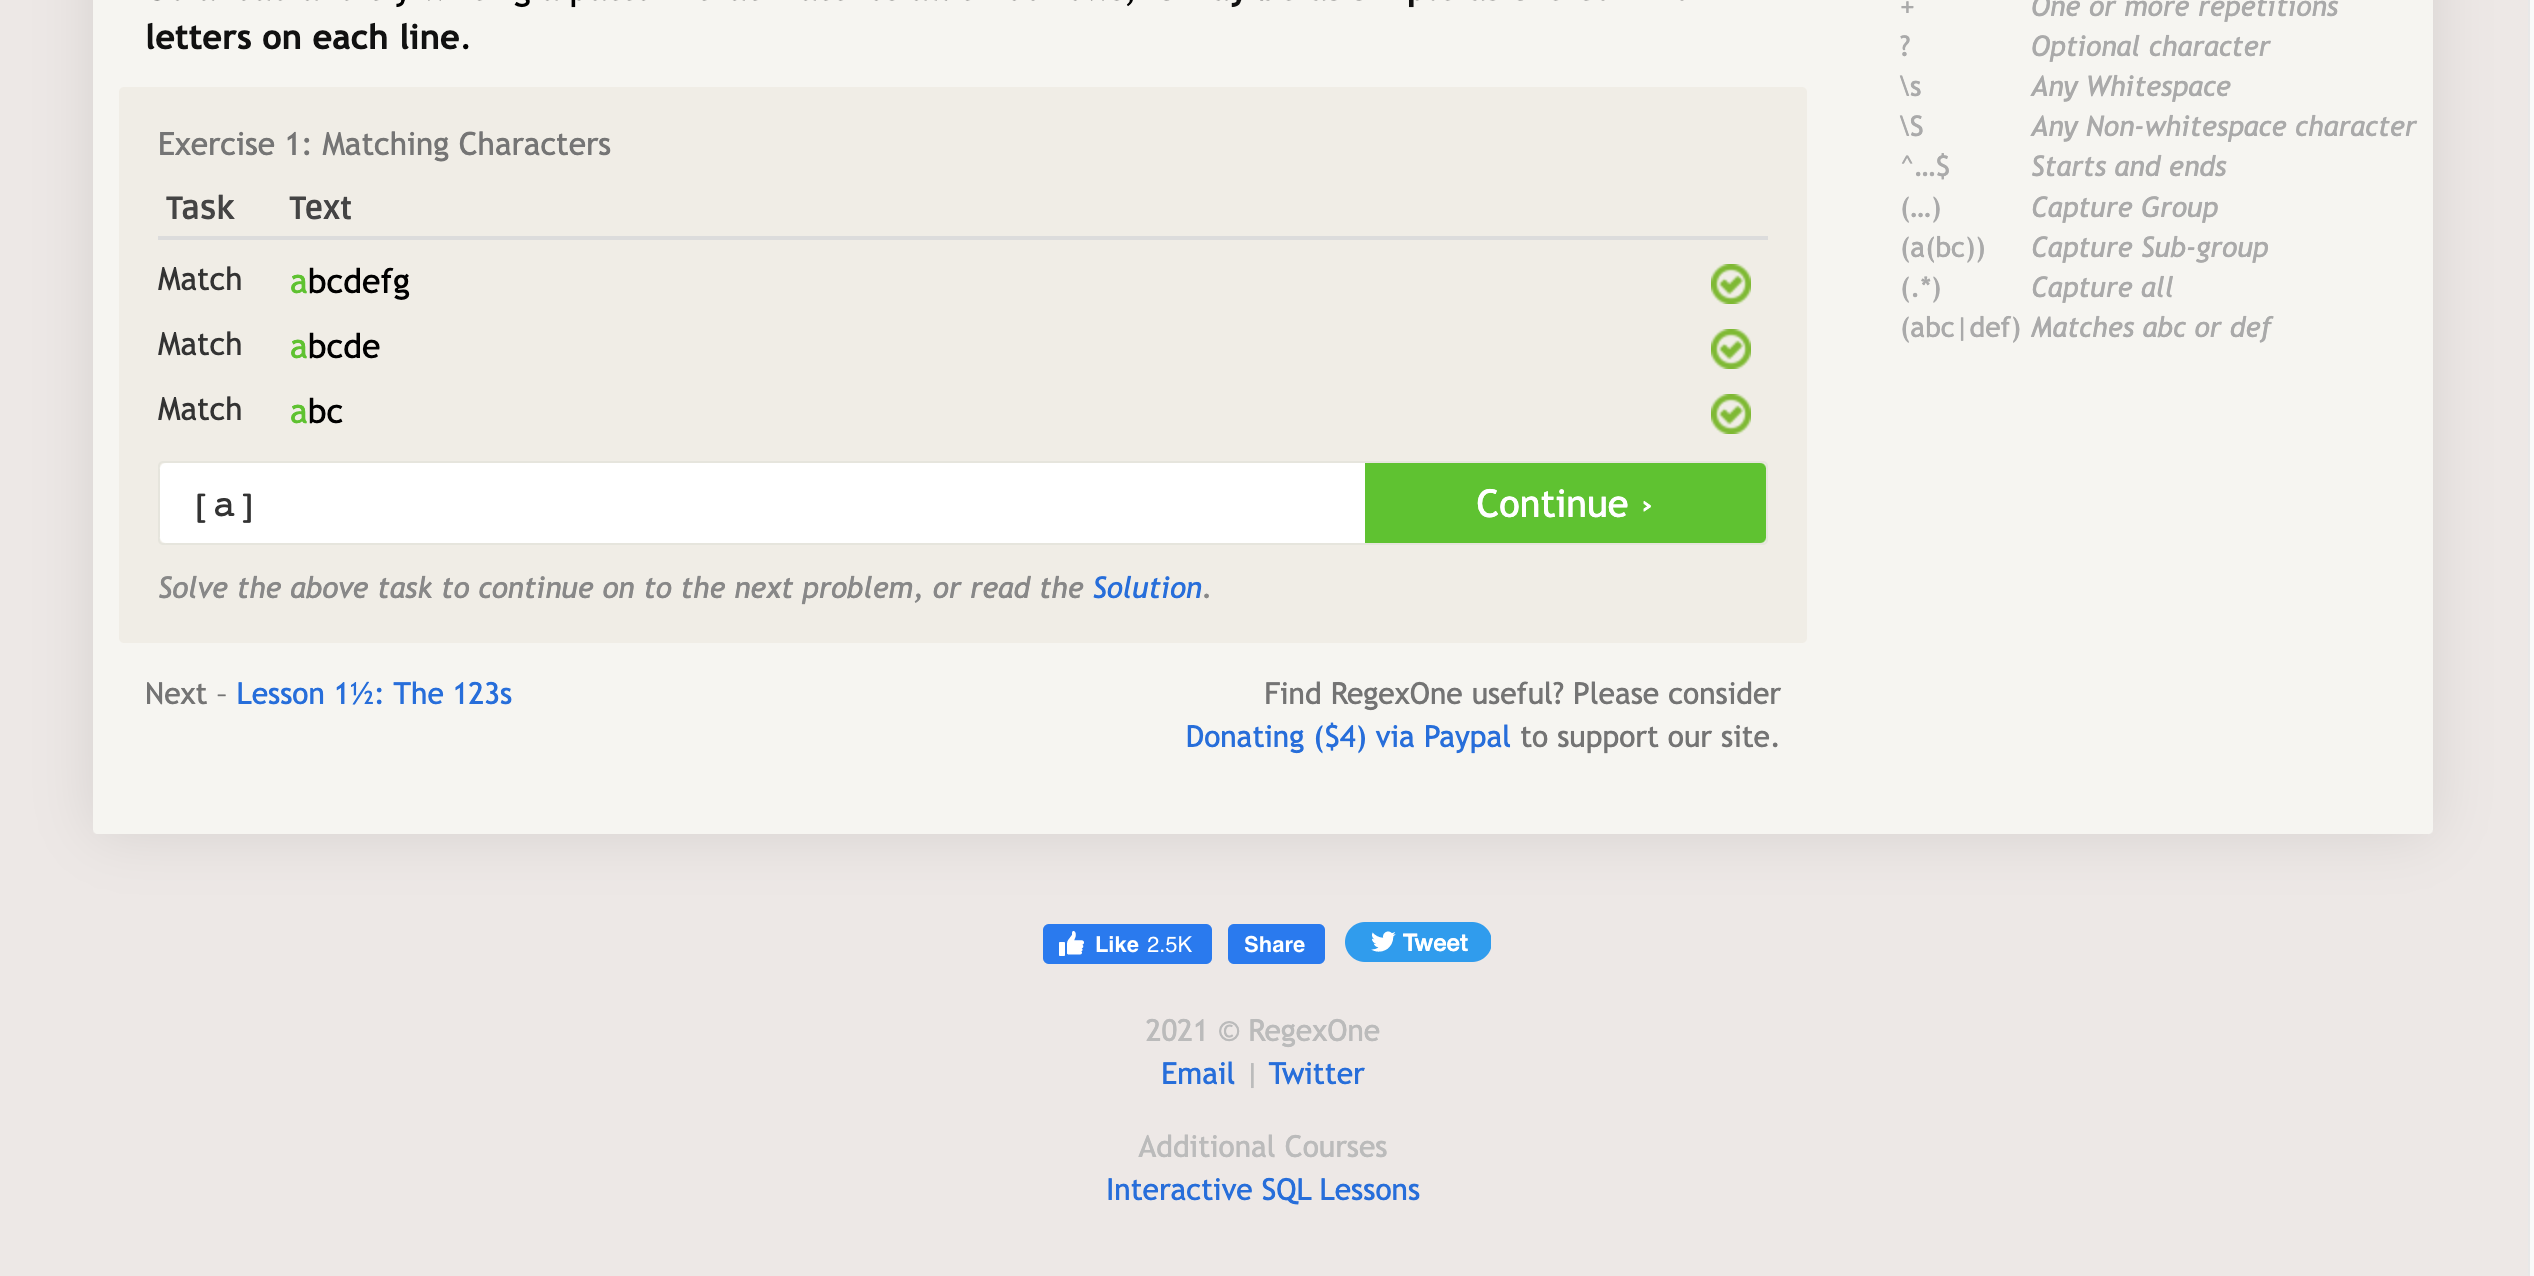 letters on each line.
Exercise 1: Matching Characters
Task Text
Match abcdefg
Match abcde
Match abc
[a] Continue ›
Solve the above task to continue on to the next problem, or read the Solution.
Next – Lesson 1½: The 123s
Find RegexOne useful? Please consider
Donating ($4) via Paypal to support our site.
+ One or more repetitions
? Optional character
\s Any Whitespace
\S Any Non-whitespace character
^…$ Starts and ends
(…) Capture Group
(a(bc)) Capture Sub-group
(.*) Capture all
(abc|def) Matches abc or def
Like 2.5K Share Tweet
2021 © RegexOne
Email | Twitter
Additional Courses
Interactive SQL Lessons